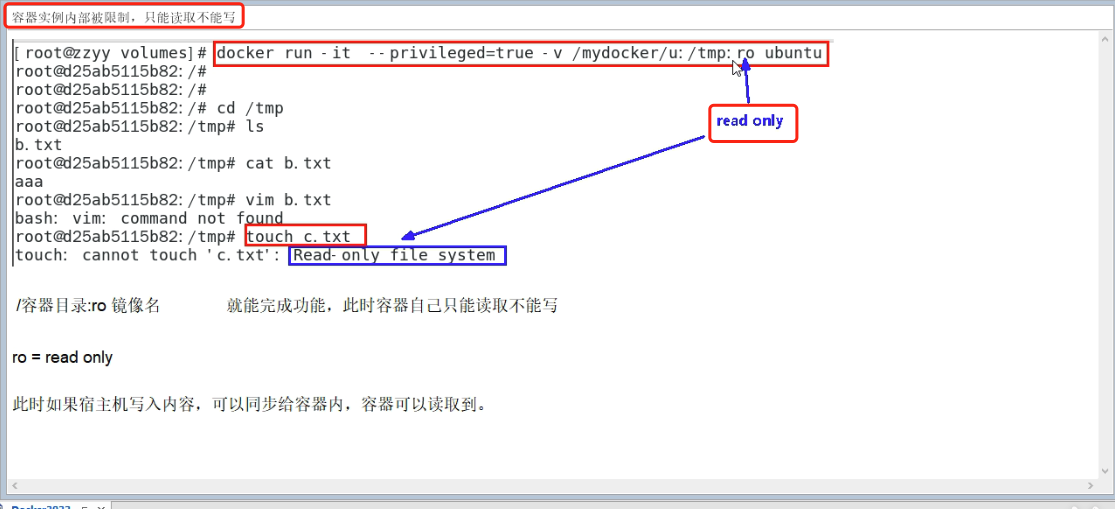 容器实例内部被限制，只能读取不能写
[root@zzyy volumes]# docker run -it --privileged=true -v /mydocker/u:/tmp:ro ubuntu
root@d25ab5115b82:/#
root@d25ab5115b82:/#
root@d25ab5115b82:/# cd /tmp
root@d25ab5115b82:/tmp# ls
b.txt
root@d25ab5115b82:/tmp# cat b.txt
aaa
root@d25ab5115b82:/tmp# vim b.txt
bash: vim: command not found
root@d25ab5115b82:/tmp# touch c.txt
touch: cannot touch 'c.txt': Read-only file system
read only
/容器目录:ro 镜像名 就能完成功能，此时容器自己只能读取不能写
ro = read only
此时如果宿主机写入内容，可以同步给容器内，容器可以读取到。